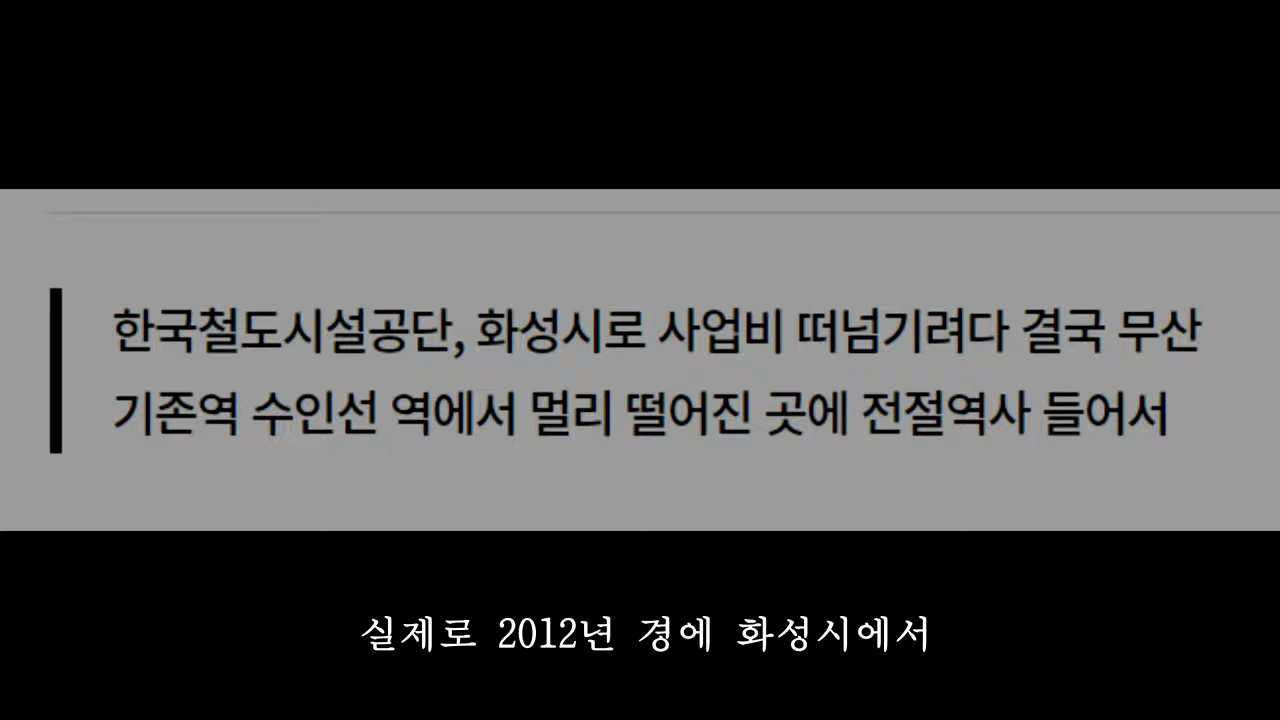 한국철도시설공단, 화성시로 사업비 떠넘기려다 결국 무산
기존역 수인선 역에서 멀리 떨어진 곳에 전절역사 들어서
실제로 2012년 경에 화성시에서